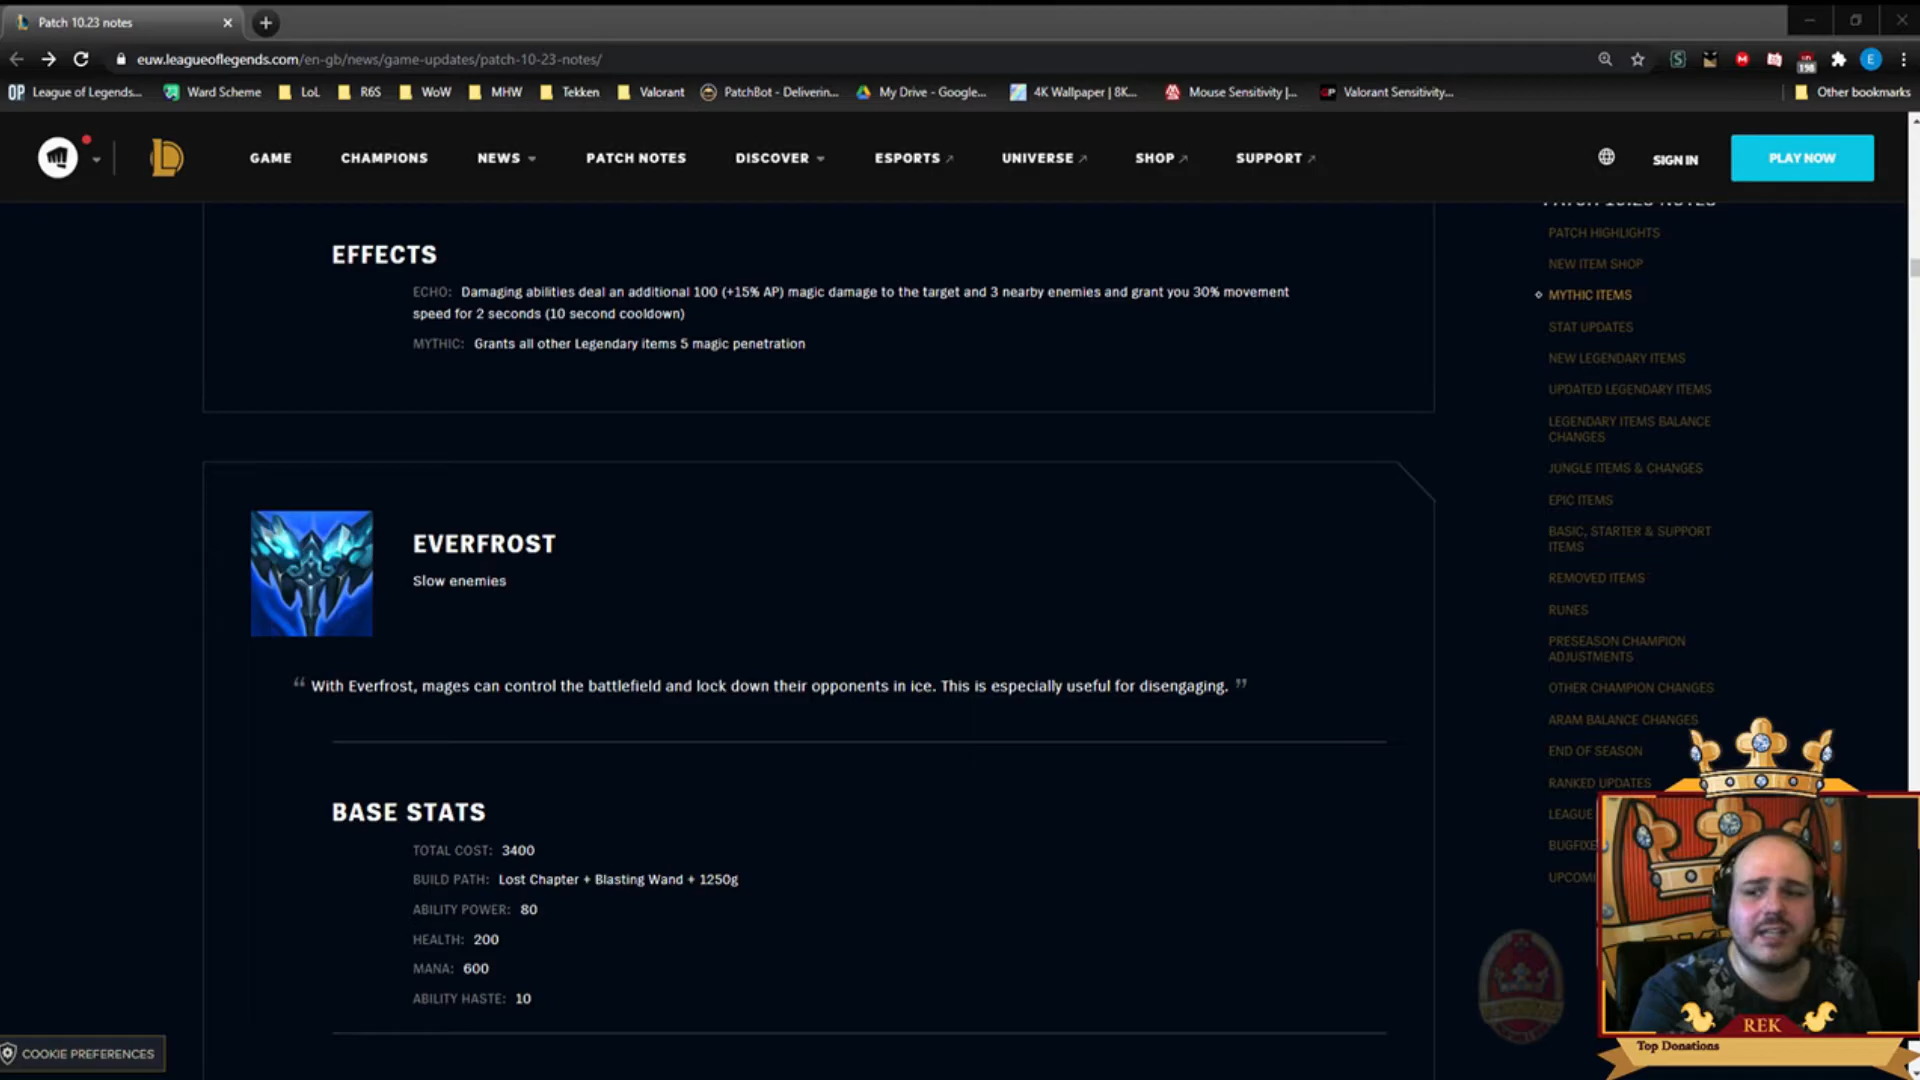 Patch 10.23 notes
euw.leagueoflegends.com/en-gb/news/game-updates/patch-10-23-notes/
E
198
OP League of Legends...
Ward Scheme
LoL
R6S
WoW
MHW
Tekken
Valorant
PatchBot - Deliverin...
My Drive - Google...
4K Wallpaper | 8K...
Mouse Sensitivity |...
Valorant Sensitivity...
Other bookmarks
GAME
CHAMPIONS
NEWS
PATCH NOTES
DISCOVER
ESPORTS
UNIVERSE
SHOP
SUPPORT
SIGN IN
PLAY NOW
EFFECTS
ECHO: Damaging abilities deal an additional 100 (+15% AP) magic damage to the target and 3 nearby enemies and grant you 30% movement
speed for 2 seconds (10 second cooldown)
MYTHIC: Grants all other Legendary items 5 magic penetration
EVERFROST
Slow enemies
“ With Everfrost, mages can control the battlefield and lock down their opponents in ice. This is especially useful for disengaging. ”
BASE STATS
TOTAL COST: 3400
BUILD PATH: Lost Chapter + Blasting Wand + 1250g
ABILITY POWER: 80
HEALTH: 200
MANA: 600
ABILITY HASTE: 10
COOKIE PREFERENCES
PATCH 10.23 NOTES
PATCH HIGHLIGHTS
NEW ITEM SHOP
MYTHIC ITEMS
STAT UPDATES
NEW LEGENDARY ITEMS
UPDATED LEGENDARY ITEMS
LEGENDARY ITEMS BALANCE
CHANGES
JUNGLE ITEMS & CHANGES
EPIC ITEMS
BASIC, STARTER & SUPPORT
ITEMS
REMOVED ITEMS
RUNES
PRESEASON CHAMPION
ADJUSTMENTS
OTHER CHAMPION CHANGES
ARAM BALANCE CHANGES
END OF SEASON
RANKED UPDATES
LEAGUE
BUGFIXE
UPCOMI
REK
Top Donations